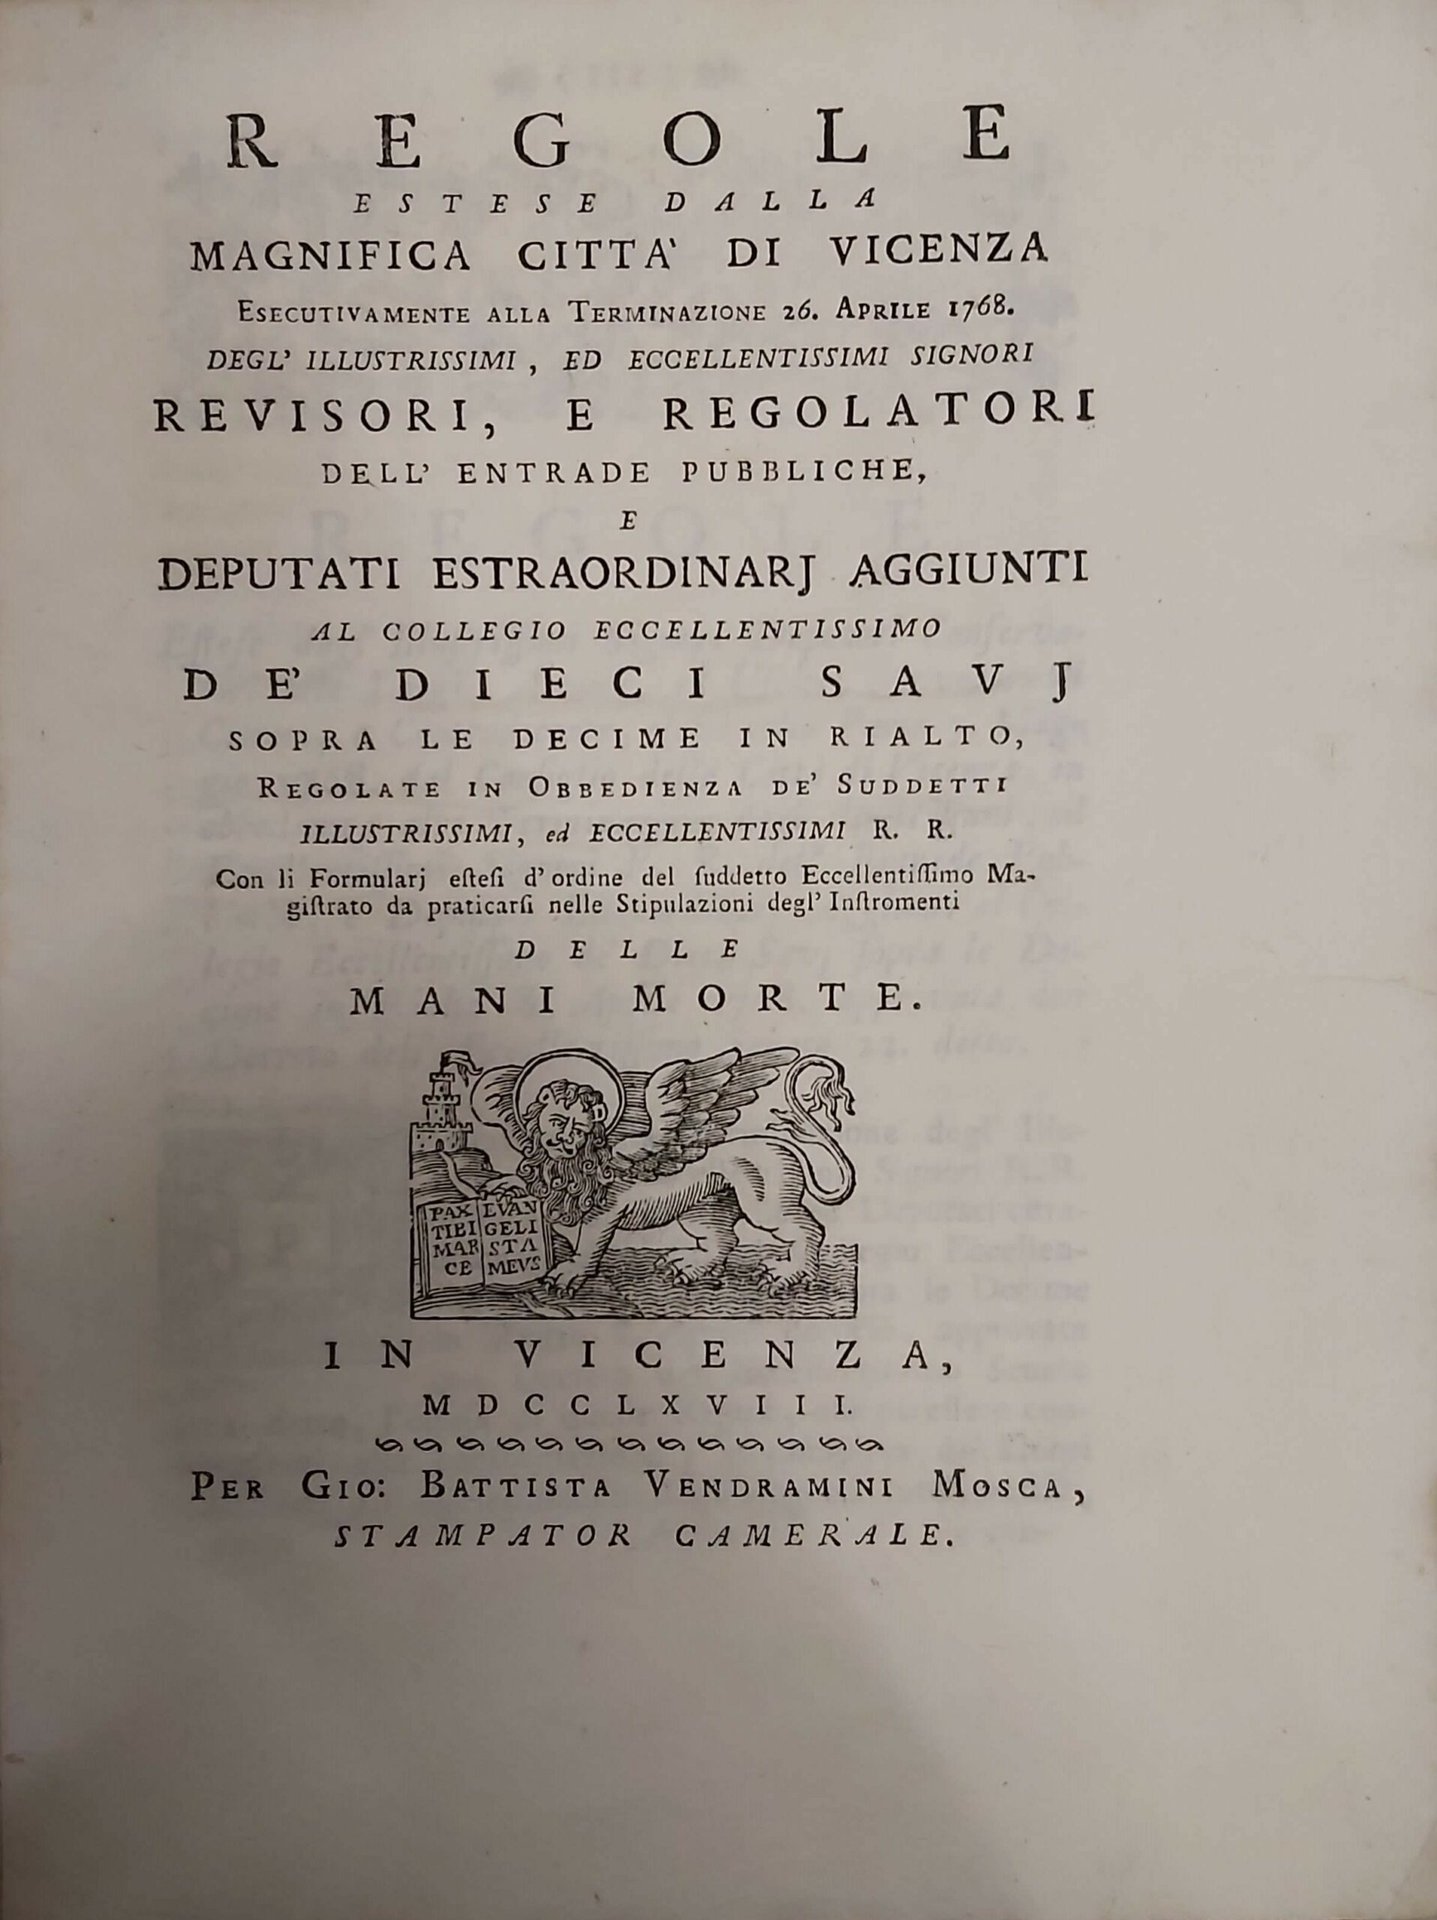 REGOLE
ESTESE DALLA
MAGNIFICA CITTA' DI VICENZA
ESECUTIVAMENTE ALLA TERMINAZIONE 26. APRILE 1768.
DEGL' ILLUSTRISSIMI, ED ECCELLENTISSIMI SIGNORI
REVISORI, E REGOLATORI
DELL' ENTRADE PUBBLICHE,
E
DEPUTATI ESTRAORDINARJ AGGIUNTI
AL COLLEGIO ECCELLENTISSIMO
DE' DIECI SAVJ
SOPRA LE DECIME IN RIALTO,
REGOLATE IN OBBEDIENZA DE' SUDDETTI
ILLUSTRISSIMI, ed ECCELLENTISSIMI R. R.
Con li Formularj eſteſi d' ordine del ſuddetto Eccellentiſſimo Ma-
giſtrato da praticarſi nelle Stipulazioni degl' Inſtromenti
DELLE
MANI MORTE.
PAX EVAN
TIBI GELI
MAR STA
CE MEVS
IN VICENZA,
MDCCLXVIII.
PER GIO: BATTISTA VENDRAMINI MOSCA,
STAMPATOR CAMERALE.